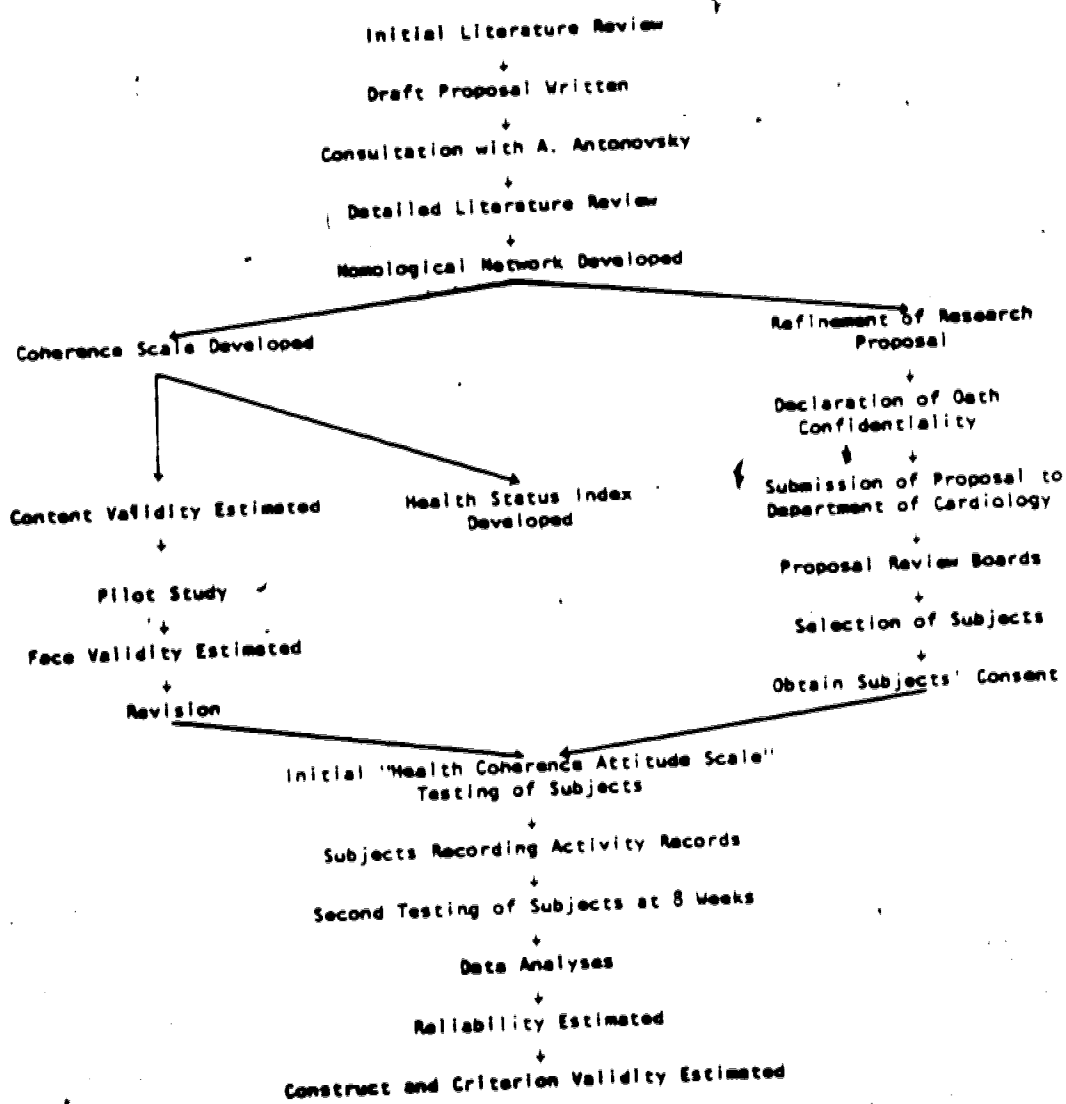 Initial Literature Review
Draft Proposal Written
Consultation with A. Antonovsky
Detailed Literature Review
Nomological Network Developed
Coherence Scale Developed
Refinement of Research
Proposal
Declaration of Oath
Confidentiality
Content Validity Estimated
Health Status Index
Developed
Submission of Proposal to
Department of Cardiology
Pilot Study
Proposal Review Boards
Face Validity Estimated
Selection of Subjects
Revision
Obtain Subjects' Consent
Initial "Health Coherence Attitude Scale"
Testing of Subjects
Subjects Recording Activity Records
Second Testing of Subjects at 8 Weeks
Data Analyses
Reliability Estimated
Construct and Criterion Validity Estimated